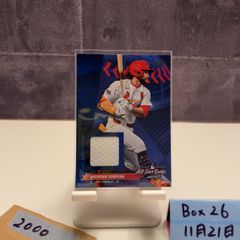 BRENDAN DONOVAN
All-Star Game
2000
Box 26
11月21日